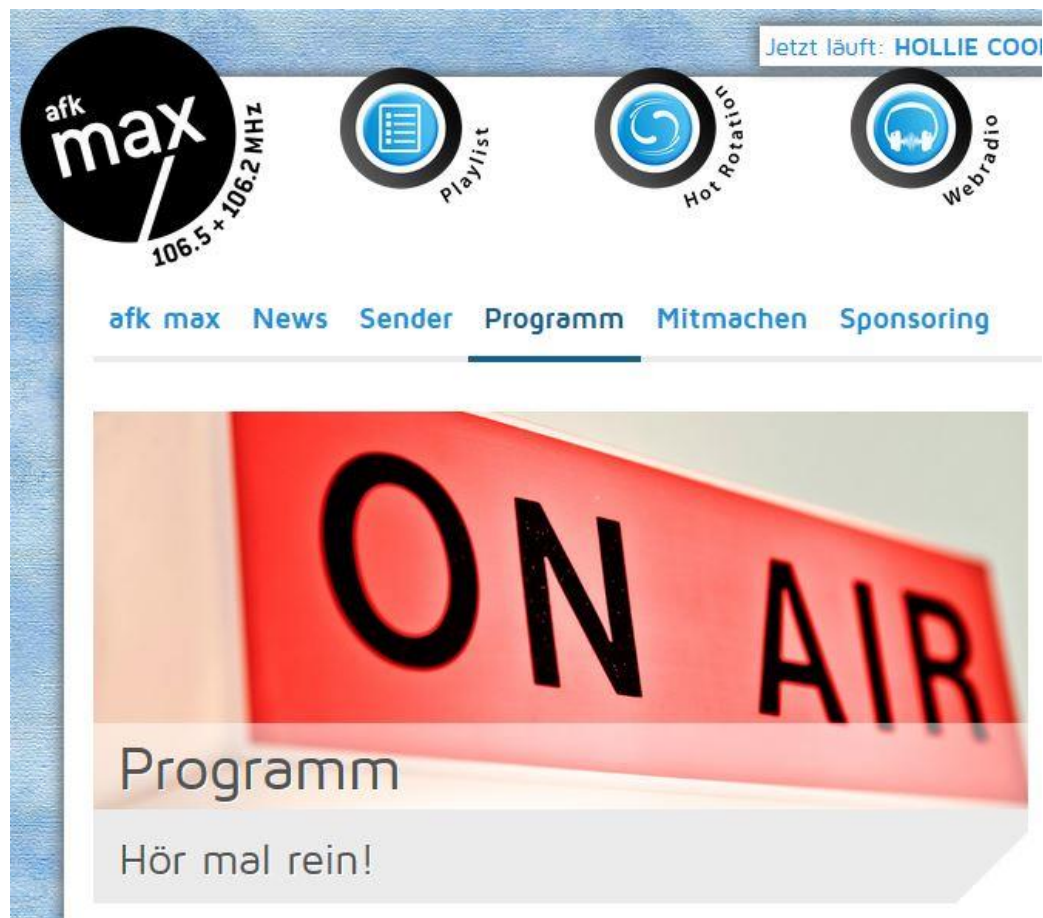 Jetzt läuft: HOLLIE COO
afk
max
106.5 + 106.2 MHz
Playlist
Hot Rotation
Webradio
afk max News Sender Programm Mitmachen Sponsoring
ON AIR
Programm
Hör mal rein!